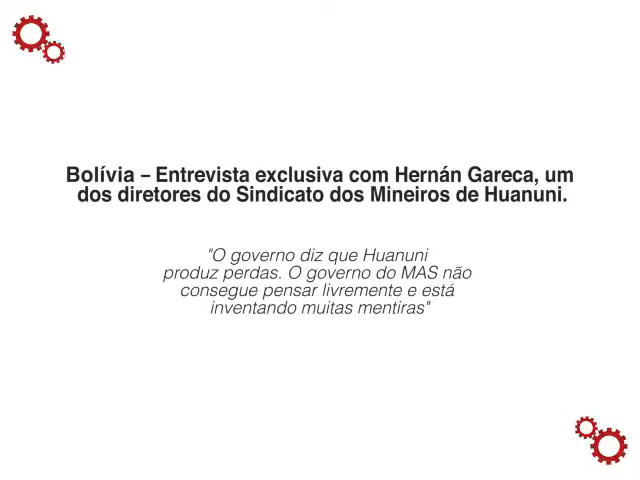 Bolívia – Entrevista exclusiva com Hernán Gareca, um
dos diretores do Sindicato dos Mineiros de Huanuni.
"O governo diz que Huanuni
produz perdas. O governo do MAS não
consegue pensar livremente e está
inventando muitas mentiras"